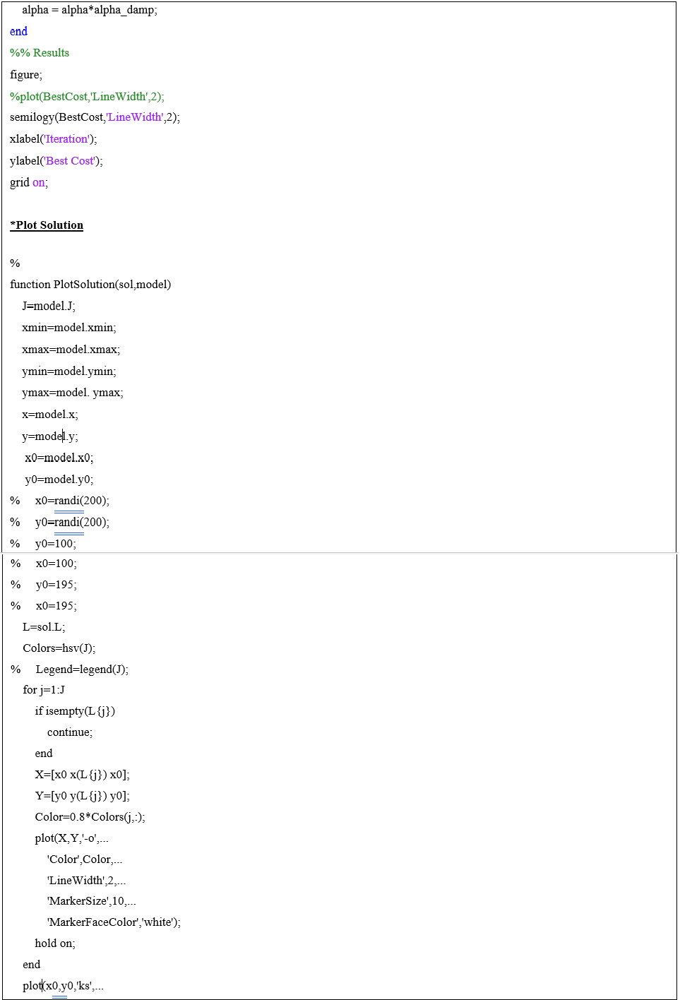 alpha = alpha*alpha_damp;
end
%% Results
figure;
%plot(BestCost,'LineWidth',2);
semilogy(BestCost,'LineWidth',2);
xlabel('Iteration');
ylabel('Best Cost');
grid on;
*Plot Solution
%
function PlotSolution(sol,model)
J=model.J;
xmin=model.xmin;
xmax=model.xmax;
ymin=model.ymin;
ymax=model. ymax;
x=model.x;
y=model.y;
x0=model.x0;
y0=model.y0;
% x0=randi(200);
% y0=randi(200);
% y0=100;
% x0=100;
% y0=195;
% x0=195;
L=sol.L;
Colors=hsv(J);
% Legend=legend(J);
for j=1:J
if isempty(L{j})
continue;
end
X=[x0 x(L{j}) x0];
Y=[y0 y(L{j}) y0];
Color=0.8*Colors(j,:);
plot(X,Y,'-o',...
'Color',Color,...
'LineWidth',2,...
'MarkerSize',10,...
'MarkerFaceColor','white');
hold on;
end
plot(x0,y0,'ks',...